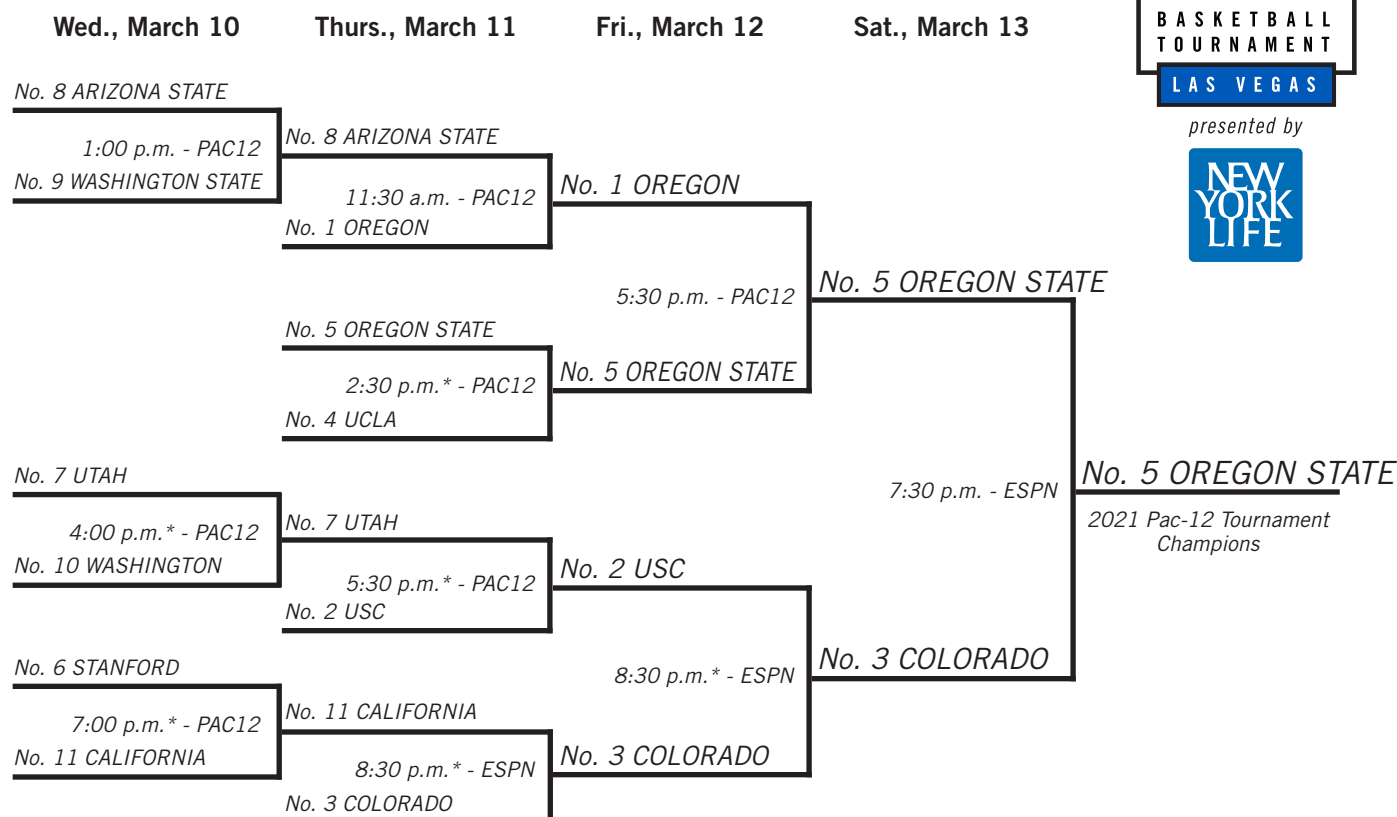 Wed., March 10
Thurs., March 11
Fri., March 12
Sat., March 13
BASKETBALL
TOURNAMENT
LAS VEGAS
presented by
NEW
YORK
LIFE
No. 8 ARIZONA STATE
1:00 p.m. - PAC12
No. 9 WASHINGTON STATE
No. 7 UTAH
4:00 p.m.* - PAC12
No. 10 WASHINGTON
No. 6 STANFORD
7:00 p.m.* - PAC12
No. 11 CALIFORNIA
No. 8 ARIZONA STATE
11:30 a.m. - PAC12
No. 1 OREGON
No. 5 OREGON STATE
2:30 p.m.* - PAC12
No. 4 UCLA
No. 7 UTAH
5:30 p.m.* - PAC12
No. 2 USC
No. 11 CALIFORNIA
8:30 p.m.* - ESPN
No. 3 COLORADO
No. 1 OREGON
5:30 p.m. - PAC12
No. 5 OREGON STATE
No. 2 USC
8:30 p.m.* - ESPN
No. 3 COLORADO
No. 5 OREGON STATE
7:30 p.m. - ESPN
No. 3 COLORADO
No. 5 OREGON STATE
2021 Pac-12 Tournament
Champions